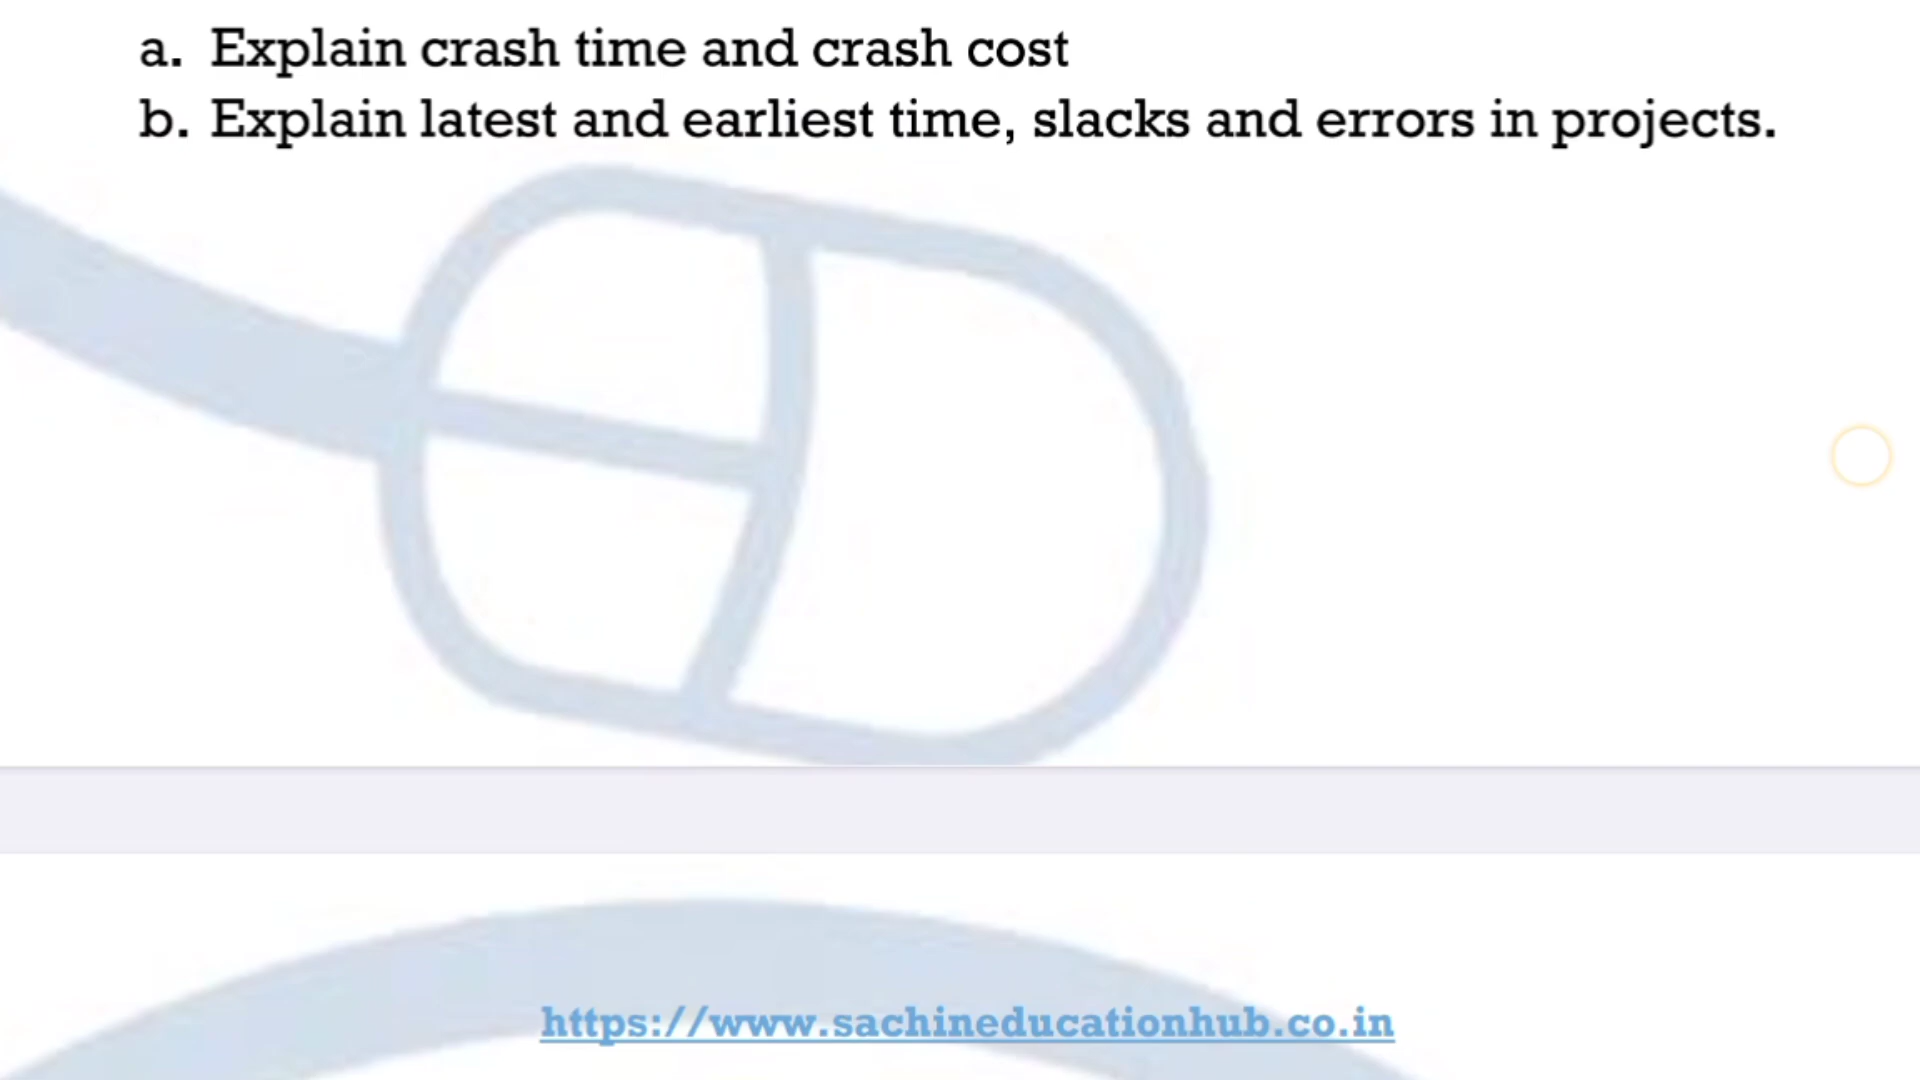 a. Explain crash time and crash cost
b. Explain latest and earliest time, slacks and errors in projects.
https://www.sachineducationhub.co.in